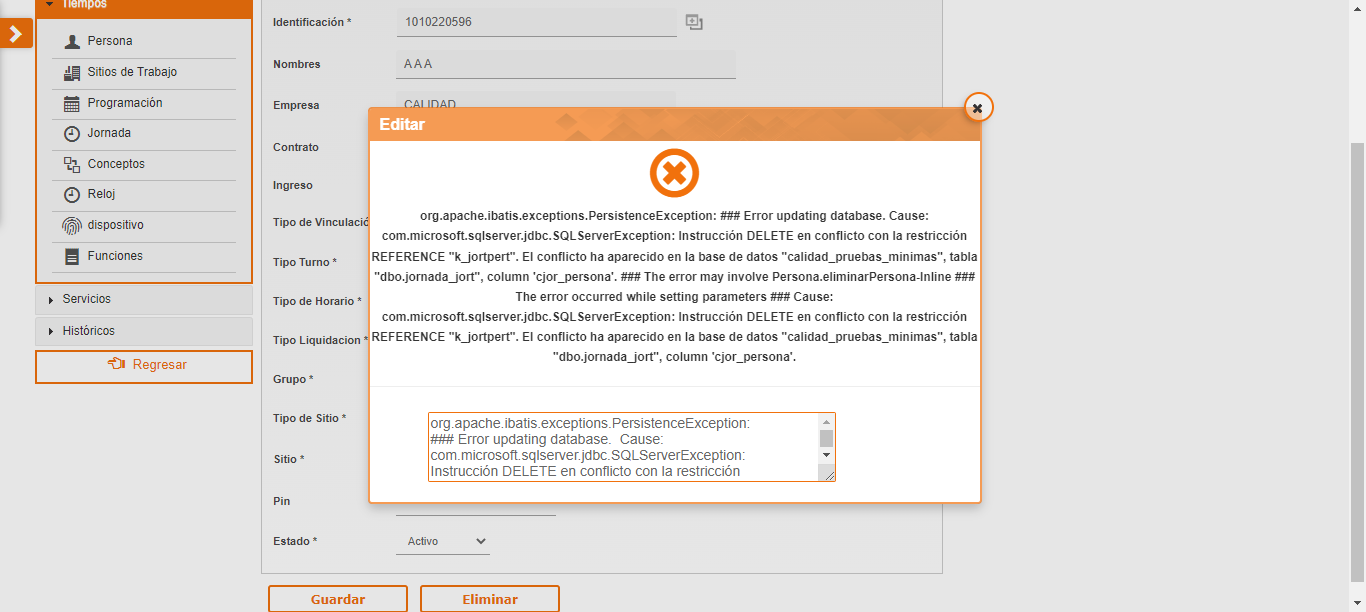 Tiempos
Persona
Sitios de Trabajo
Programación
Jornada
Conceptos
Reloj
dispositivo
Funciones
Servicios
Históricos
Regresar
Identificación * 1010220596
Nombres A A A
Empresa CALIDAD
Contrato
Ingreso
Tipo de Vinculació
Tipo Turno *
Tipo de Horario *
Tipo Liquidacion *
Grupo *
Tipo de Sitio *
Sitio *
Pin
Estado * Activo
Guardar Eliminar
Editar
org.apache.ibatis.exceptions.PersistenceException: ### Error updating database. Cause:
com.microsoft.sqlserver.jdbc.SQLServerException: Instrucción DELETE en conflicto con la restricción
REFERENCE "k_jortpert". El conflicto ha aparecido en la base de datos "calidad_pruebas_minimas", tabla
"dbo.jornada_jort", column 'cjor_persona'. ### The error may involve Persona.eliminarPersona-Inline ###
The error occurred while setting parameters ### Cause:
com.microsoft.sqlserver.jdbc.SQLServerException: Instrucción DELETE en conflicto con la restricción
REFERENCE "k_jortpert". El conflicto ha aparecido en la base de datos "calidad_pruebas_minimas", tabla
"dbo.jornada_jort", column 'cjor_persona'.
org.apache.ibatis.exceptions.PersistenceException:
### Error updating database.  Cause:
com.microsoft.sqlserver.jdbc.SQLServerException:
Instrucción DELETE en conflicto con la restricción